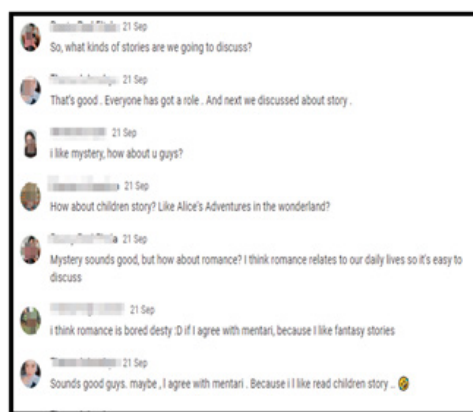 21 Sep
So, what kinds of stories are we going to discuss?
21 Sep
That's good . Everyone has got a role . And next we discussed about story .
21 Sep
i like mystery, how about u guys?
21 Sep
How about children story? Like Alice's Adventures in the wonderland?
21 Sep
Mystery sounds good, but how about romance? I think romance relates to our daily lives so it's easy to
discuss
21 Sep
i think romance is bored desty :D if I agree with mentari, because I like fantasy stories
21 Sep
Sounds good guys. maybe , I agree with mentari . Because i I like read children story ..